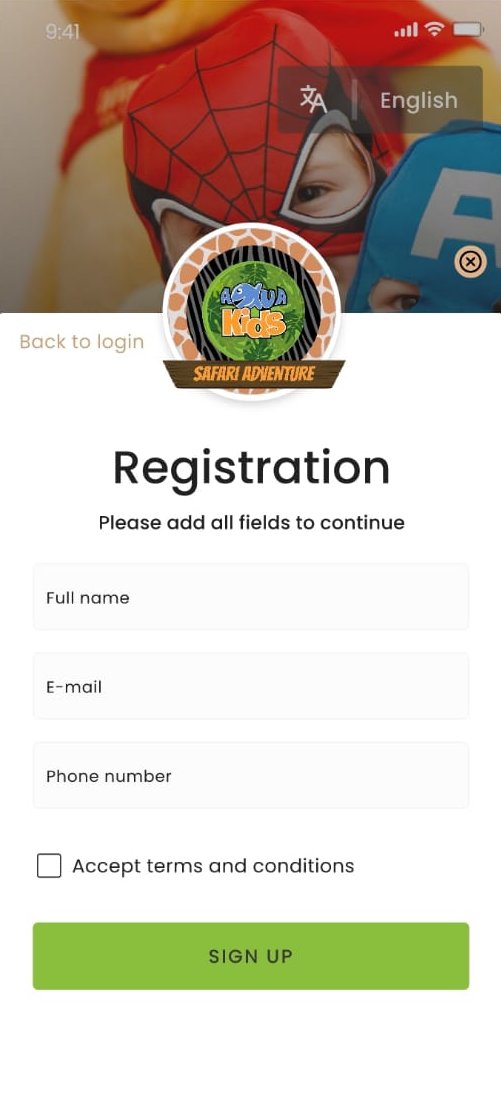 9:41
English
Back to login
AQUA
Kids
SAFARI ADVENTURE
Registration
Please add all fields to continue
Full name
E-mail
Phone number
Accept terms and conditions
SIGN UP